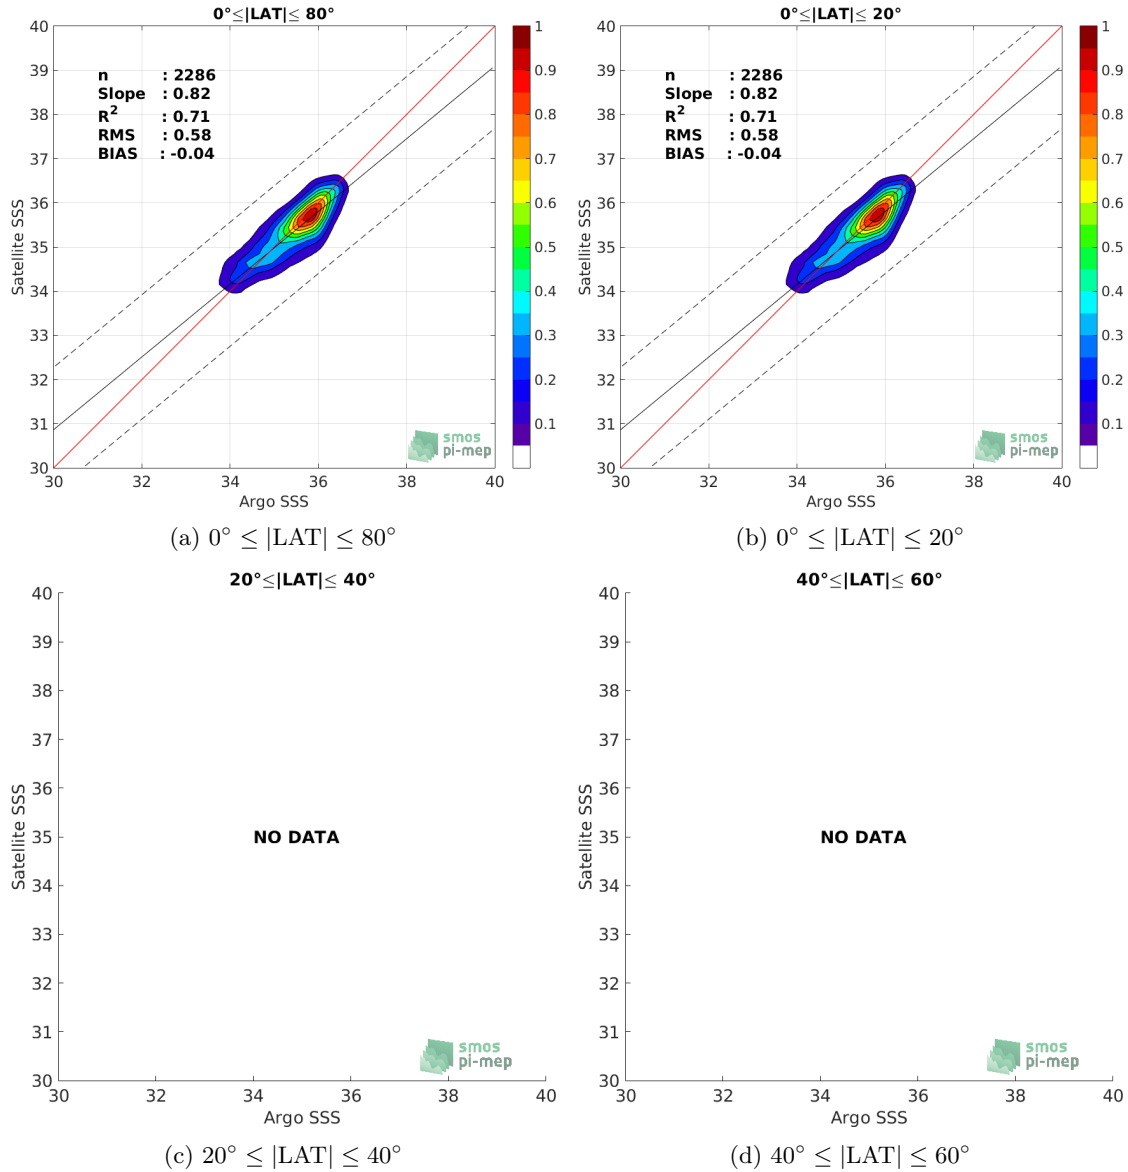 0°≤|LAT|≤ 80°
40
39
38
37
36
35
34
33
32
31
30
Satellite SSS
n : 2286
Slope : 0.82
R² : 0.71
RMS : 0.58
BIAS : -0.04
smos
pi-mep
30 32 34 36 38 40
Argo SSS
1
0.9
0.8
0.7
0.6
0.5
0.4
0.3
0.2
0.1
(a) 0° ≤ |LAT| ≤ 80°
0°≤|LAT|≤ 20°
40
39
38
37
36
35
34
33
32
31
30
Satellite SSS
n : 2286
Slope : 0.82
R² : 0.71
RMS : 0.58
BIAS : -0.04
smos
pi-mep
30 32 34 36 38 40
Argo SSS
1
0.9
0.8
0.7
0.6
0.5
0.4
0.3
0.2
0.1
(b) 0° ≤ |LAT| ≤ 20°
20°≤|LAT|≤ 40°
40
39
38
37
36
35
34
33
32
31
30
Satellite SSS
NO DATA
smos
pi-mep
30 32 34 36 38 40
Argo SSS
(c) 20° ≤ |LAT| ≤ 40°
40°≤|LAT|≤ 60°
40
39
38
37
36
35
34
33
32
31
30
Satellite SSS
NO DATA
smos
pi-mep
30 32 34 36 38 40
Argo SSS
(d) 40° ≤ |LAT| ≤ 60°